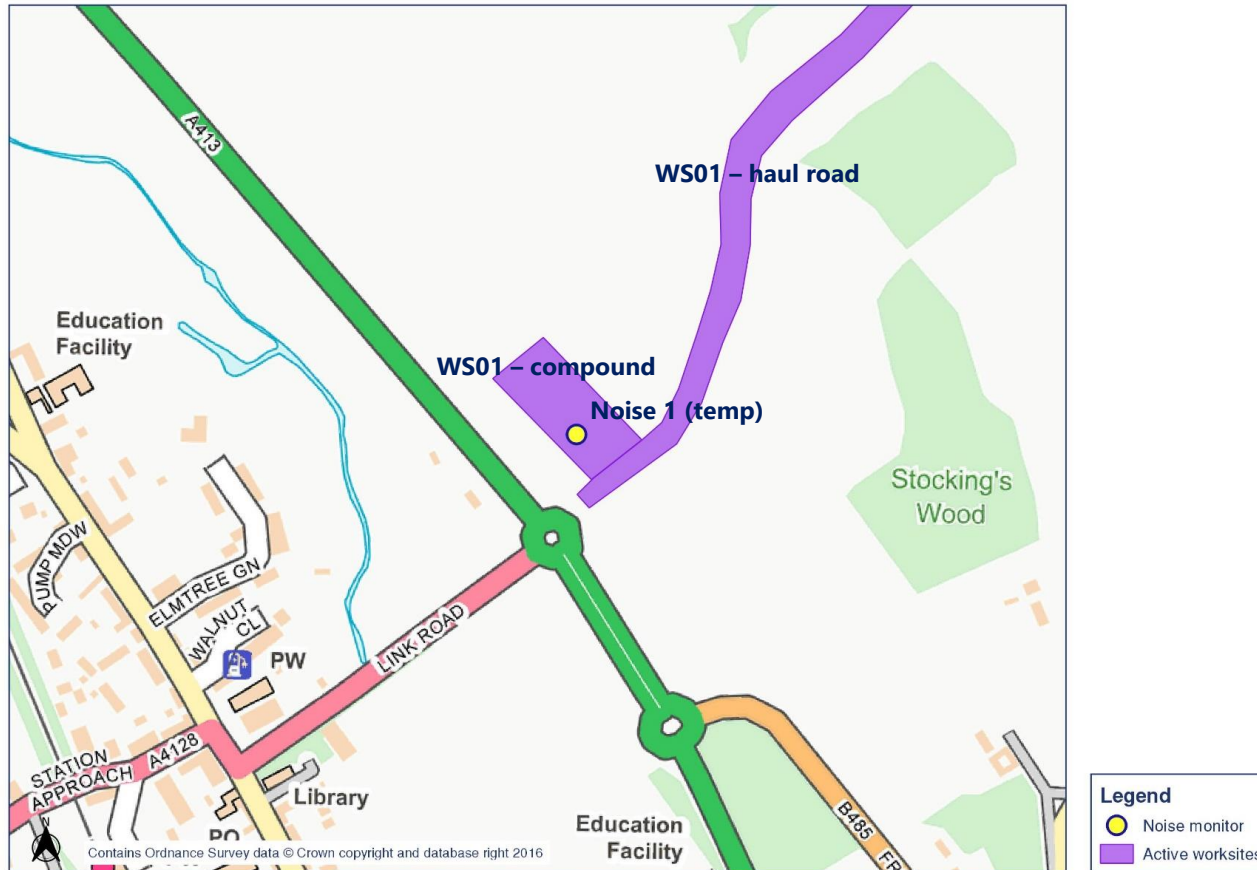 A413
WS01 – haul road
Education
Facility
WS01 – compound
Noise 1 (temp)
Stocking's
Wood
PUMP MDW
ELMTREE GN
WALNUT
CL
PW
LINK ROAD
STATION
APPROACH
A4128
Library
PO
Education
Facility
B485
FR
N
Contains Ordnance Survey data © Crown copyright and database right 2016
Legend
Noise monitor
Active worksites